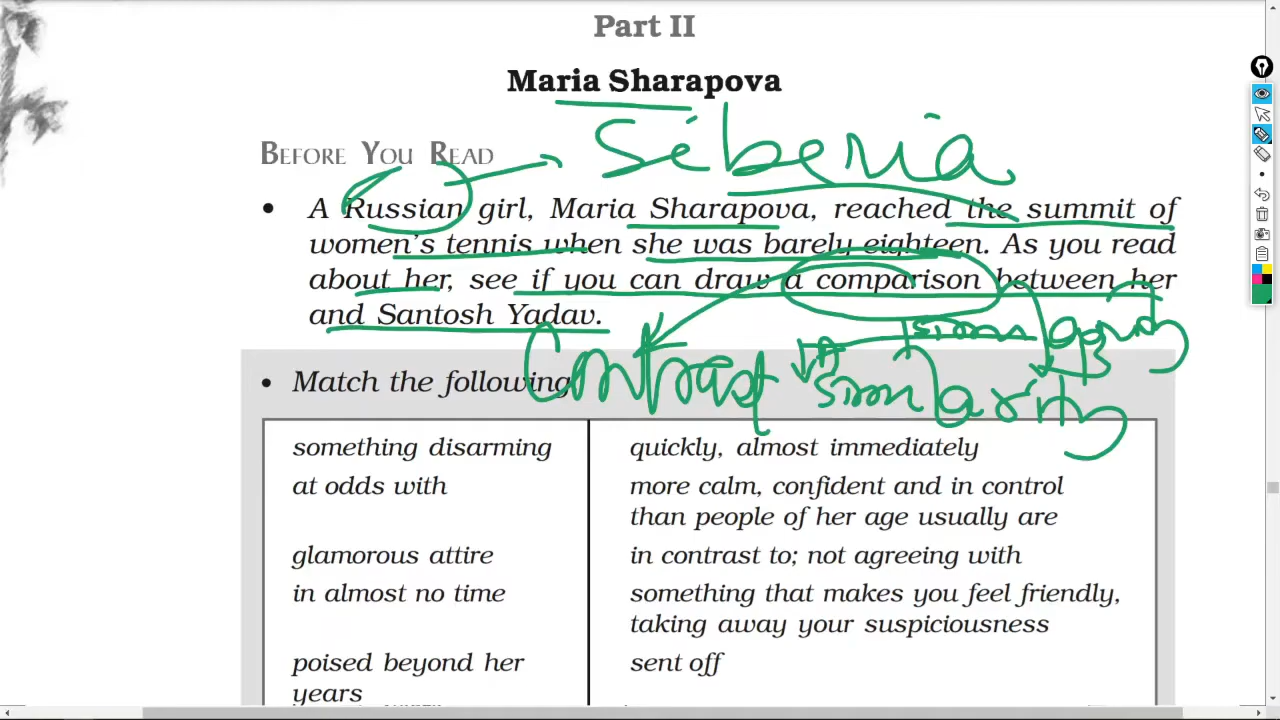 Part II
Maria Sharapova
Siberia
BEFORE YOU READ
• A Russian girl, Maria Sharapova, reached the summit of
women's tennis when she was barely eighteen. As you read
about her, see if you can draw a comparison between her
and Santosh Yadav.
Contrast similarity
• Match the following
something disarming quickly, almost immediately
at odds with more calm, confident and in control
than people of her age usually are
glamorous attire in contrast to; not agreeing with
in almost no time something that makes you feel friendly,
taking away your suspiciousness
poised beyond her sent off
years